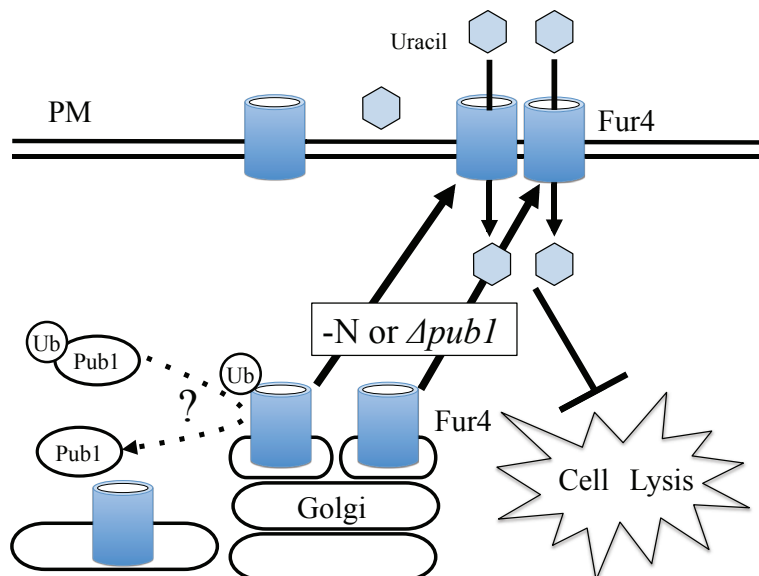 Uracil
PM
Fur4
-N or Δpub1
Ub
Pub1
Ub
?
Fur4
Pub1
Golgi
Cell Lysis